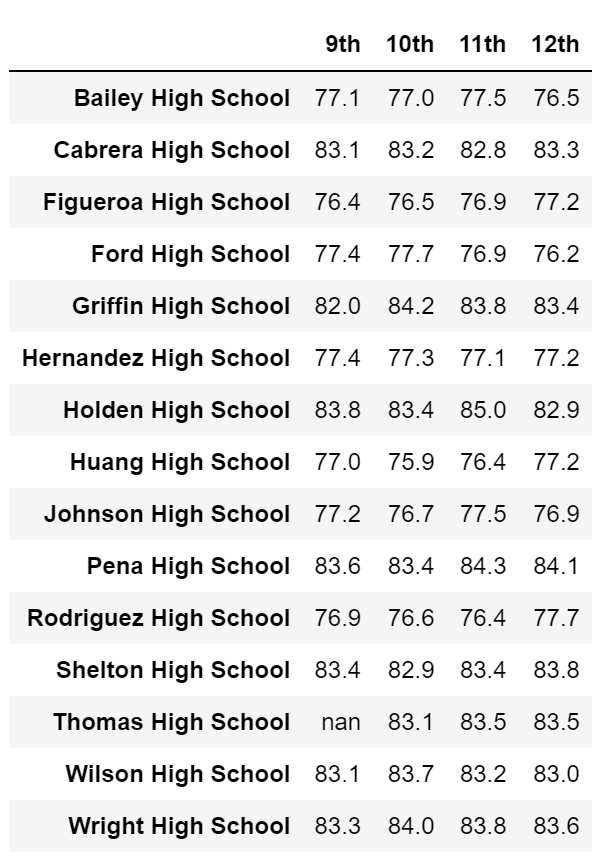 9th 10th 11th 12th
Bailey High School 77.1 77.0 77.5 76.5
Cabrera High School 83.1 83.2 82.8 83.3
Figueroa High School 76.4 76.5 76.9 77.2
Ford High School 77.4 77.7 76.9 76.2
Griffin High School 82.0 84.2 83.8 83.4
Hernandez High School 77.4 77.3 77.1 77.2
Holden High School 83.8 83.4 85.0 82.9
Huang High School 77.0 75.9 76.4 77.2
Johnson High School 77.2 76.7 77.5 76.9
Pena High School 83.6 83.4 84.3 84.1
Rodriguez High School 76.9 76.6 76.4 77.7
Shelton High School 83.4 82.9 83.4 83.8
Thomas High School nan 83.1 83.5 83.5
Wilson High School 83.1 83.7 83.2 83.0
Wright High School 83.3 84.0 83.8 83.6